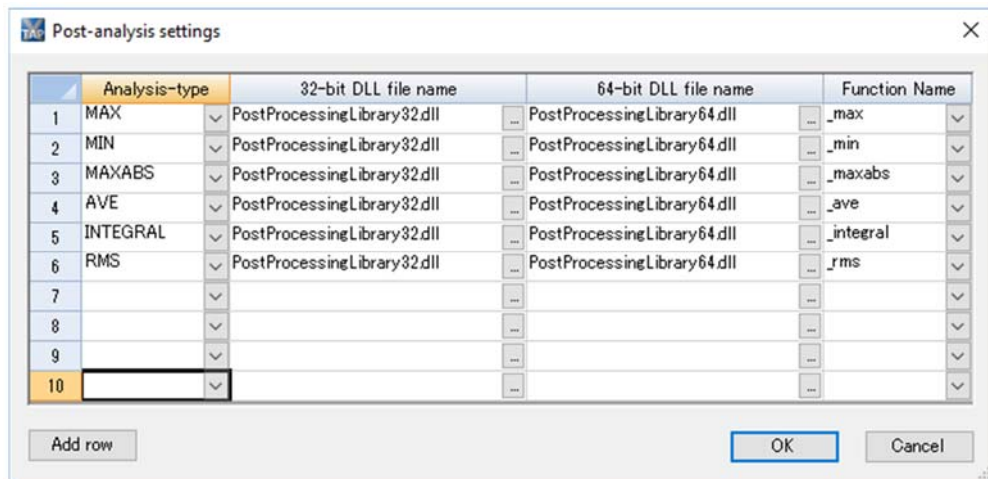 VTAP Post-analysis settings
Analysis-type 32-bit DLL file name 64-bit DLL file name Function Name
1 MAX PostProcessingLibrary32.dll ... PostProcessingLibrary64.dll ... _max
2 MIN PostProcessingLibrary32.dll ... PostProcessingLibrary64.dll ... _min
3 MAXABS PostProcessingLibrary32.dll ... PostProcessingLibrary64.dll ... _maxabs
4 AVE PostProcessingLibrary32.dll ... PostProcessingLibrary64.dll ... _ave
5 INTEGRAL PostProcessingLibrary32.dll ... PostProcessingLibrary64.dll ... _integral
6 RMS PostProcessingLibrary32.dll ... PostProcessingLibrary64.dll ... _rms
7 ... ...
8 ... ...
9 ... ...
10 ... ...
Add row OK Cancel